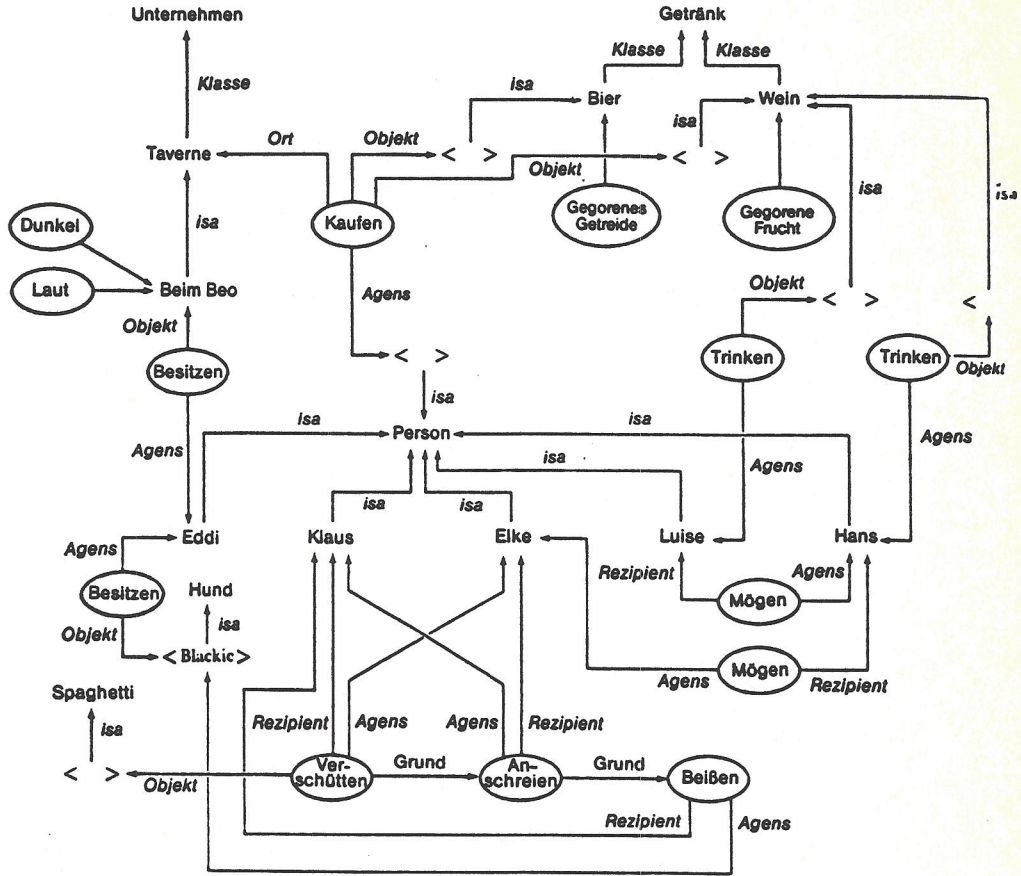 Unternehmen
Getränk
Klasse
Klasse
Klasse
isa
Bier
Wein
isa
Ort
Objekt
Taverne
< >
< >
Objekt
isa
isa
Dunkel
isa
Kaufen
Gegorenes
Getreide
Gegorene
Frucht
Laut
Beim Beo
Agens
Objekt
< >
<
Objekt
Besitzen
< >
Trinken
Trinken
Objekt
isa
isa
isa
Agens
Person
Agens
isa
Agens
isa
isa
Eddi
Klaus
Elke
Luise
Hans
Agens
Rezipient
Agens
Besitzen
Hund
Mögen
Objekt
isa
< Blackie >
Mögen
Agens
Rezipient
Spaghetti
Rezipient
Agens
Agens
Rezipient
isa
Ver-
schütten
Grund
An-
schreien
Grund
Beißen
< >
Objekt
Rezipient
Agens